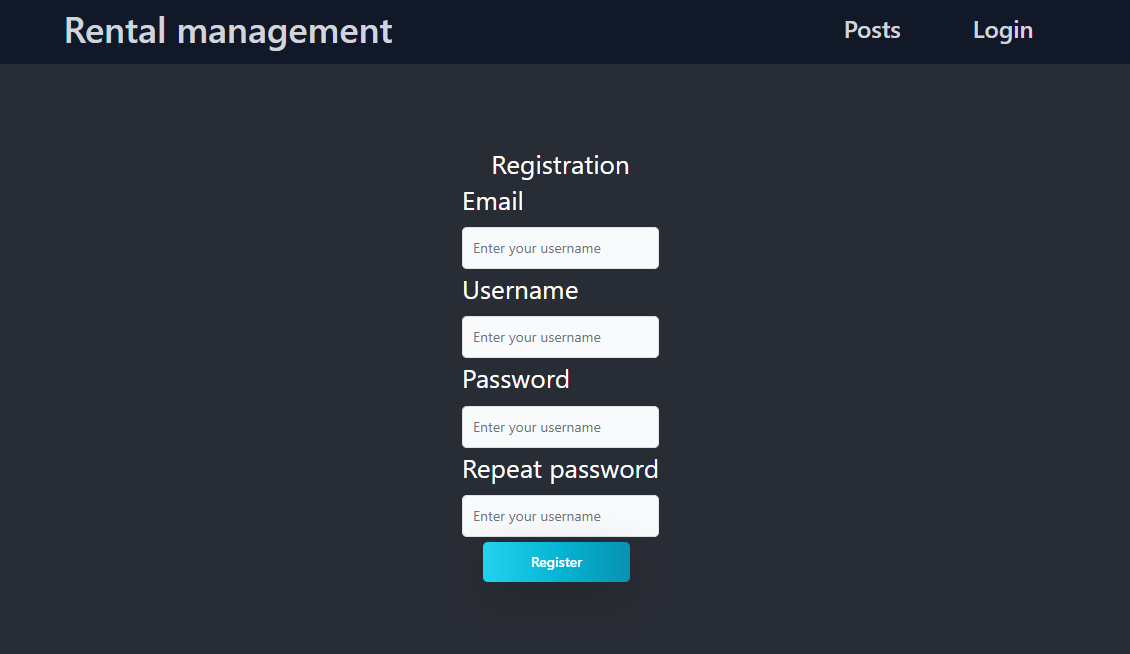 Rental management Posts Login
Registration
Email
Enter your username
Username
Enter your username
Password
Enter your username
Repeat password
Enter your username
Register